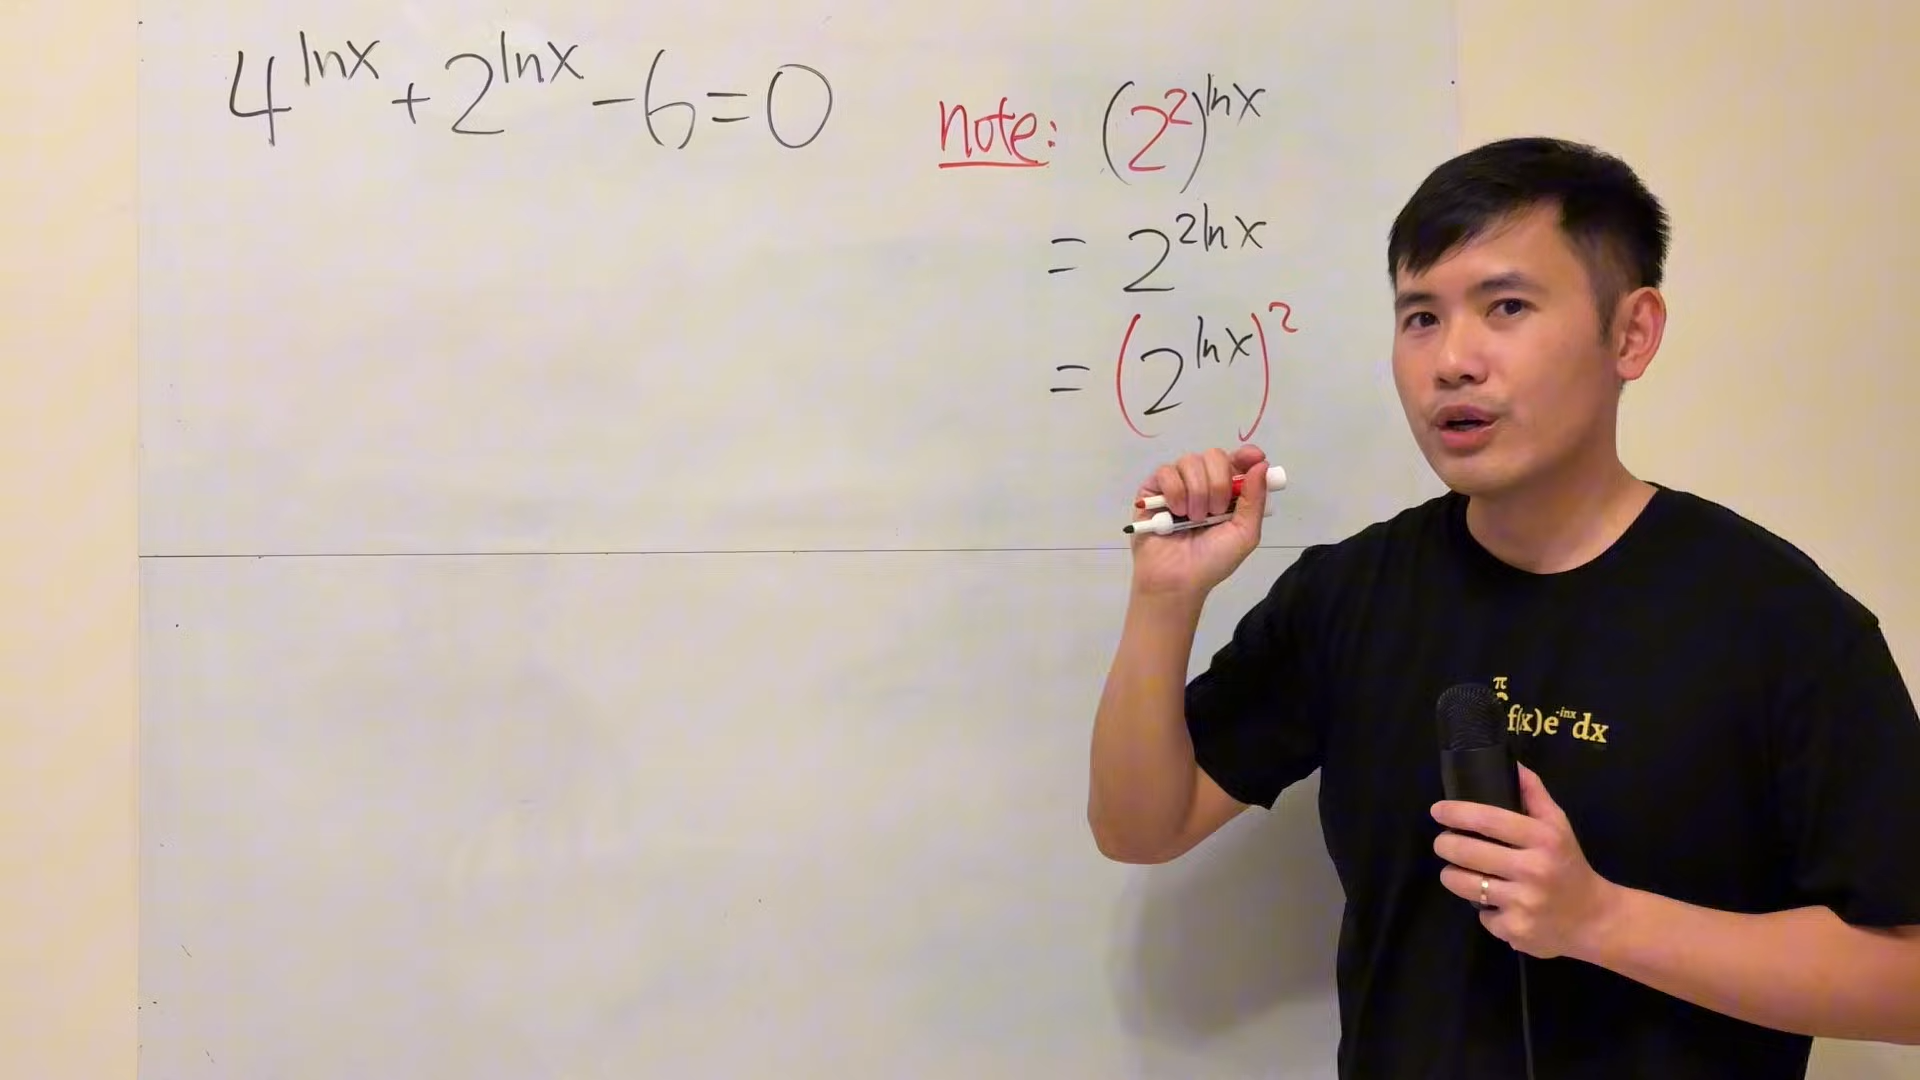 4^{lnx} + 2^{lnx} - 6 = 0
note: (2^2)^{lnx}
= 2^{2lnx}
= (2^{lnx})^2
π
f(x)e^{-inx}dx